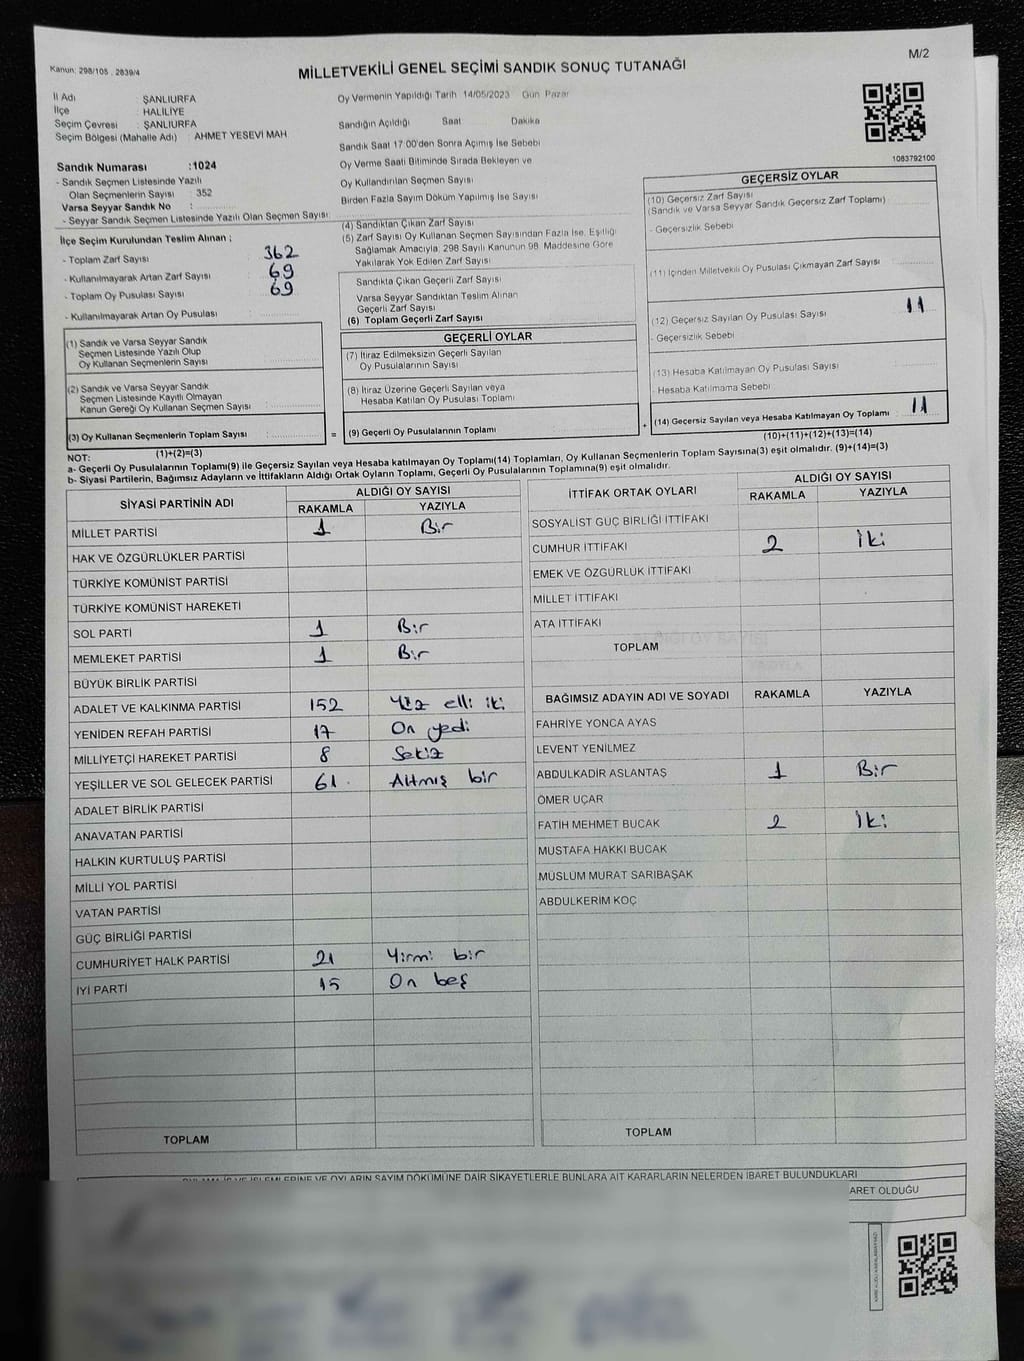 M/2
Kanun: 298/105 , 2839/4
MİLLETVEKİLİ GENEL SEÇİMİ SANDIK SONUÇ TUTANAĞI
İl Adı ŞANLIURFA
İlçe HALİLİYE
Seçim Çevresi : ŞANLIURFA
Seçim Bölgesi (Mahalle Adı) : AHMET YESEVİ MAH
Oy Vermenin Yapıldığı Tarih 14/05/2023 Gün Pazar
Sandığın Açıldığı Saat Dakika
Sandık Saat 17:00'den Sonra Açımış İse Sebebi
Oy Verme Saati Bitiminde Sırada Bekleyen ve
Oy Kullandırılan Seçmen Sayısı
Birden Fazla Sayım Döküm Yapılmış İse Sayısı
1083792100
Sandık Numarası :1024
- Sandık Seçmen Listesinde Yazılı
Olan Seçmenlerin Sayısı : 352
Varsa Seyyar Sandık No :
- Seyyar Sandık Seçmen Listesinde Yazılı Olan Seçmen Sayısı
İlçe Seçim Kurulundan Teslim Alınan ;
- Toplam Zarf Sayısı 362
- Kullanılmayarak Artan Zarf Sayısı 69
- Toplam Oy Pusulası Sayısı 69
- Kullanılmayarak Artan Oy Pusulası :
(4) Sandıktan Çıkan Zarf Sayısı
(5) Zarf Sayısı Oy Kullanan Seçmen Sayısından Fazla İse, Eşitliği
Sağlamak Amacıyla, 298 Sayılı Kanunun 98. Maddesine Göre
Yakılarak Yok Edilen Zarf Sayısı
Sandıkta Çıkan Geçerli Zarf Sayısı
Varsa Seyyar Sandıktan Teslim Alınan
Geçerli Zarf Sayısı
(6) Toplam Geçerli Zarf Sayısı
GEÇERSİZ OYLAR
(10) Geçersiz Zarf Sayısı
(Sandık ve Varsa Seyyar Sandık Geçersiz Zarf Toplamı)
- Geçersizlik Sebebi
(11) İçinden Milletvekili Oy Pusulası Çıkmayan Zarf Sayısı
(12) Geçersiz Sayılan Oy Pusulası Sayısı 11
- Geçersizlik Sebebi
(13) Hesaba Katılmayan Oy Pusulası Sayısı
- Hesaba Katılmama Sebebi
(14) Geçersiz Sayılan veya Hesaba Katılmayan Oy Toplamı : 11
(10)+(11)+(12)+(13)=(14)
(1) Sandık ve Varsa Seyyar Sandık
Seçmen Listesinde Yazılı Olup
Oy Kullanan Seçmenlerin Sayısı
(2) Sandık ve Varsa Seyyar Sandık
Seçmen Listesinde Kayıtlı Olmayan
Kanun Gereği Oy Kullanan Seçmen Sayısı :
(3) Oy Kullanan Seçmenlerin Toplam Sayısı :
(1)+(2)=(3)
=
GEÇERLİ OYLAR
(7) İtiraz Edilmeksizin Geçerli Sayılan
Oy Pusulalarının Sayısı
(8) İtiraz Üzerine Geçerli Sayılan veya
Hesaba Katılan Oy Pusulası Toplamı
(9) Geçerli Oy Pusulalarının Toplamı :
+
NOT:
a- Geçerli Oy Pusulalarının Toplamı(9) ile Geçersiz Sayılan veya Hesaba katılmayan Oy Toplamı(14) Toplamları, Oy Kullanan Seçmenlerin Toplam Sayısına(3) eşit olmalıdır. (9)+(14)=(3)
b- Siyasi Partilerin, Bağımsız Adayların ve İttifakların Aldığı Ortak Oyların Toplamı, Geçerli Oy Pusulalarının Toplamına(9) eşit olmalıdır.
SİYASİ PARTİNİN ADI ALDIĞI OY SAYISI
RAKAMLA YAZIYLA
MİLLET PARTİSİ 1 Bir
HAK VE ÖZGÜRLÜKLER PARTİSİ
TÜRKİYE KOMÜNİST PARTİSİ
TÜRKİYE KOMÜNİST HAREKETİ
SOL PARTİ 1 Bir
MEMLEKET PARTİSİ 1 Bir
BÜYÜK BİRLİK PARTİSİ
ADALET VE KALKINMA PARTİSİ 152 Yüz elli iki
YENİDEN REFAH PARTİSİ 17 On yedi
MİLLİYETÇİ HAREKET PARTİSİ 8 Sekiz
YEŞİLLER VE SOL GELECEK PARTİSİ 61 Altmış bir
ADALET BİRLİK PARTİSİ
ANAVATAN PARTİSİ
HALKIN KURTULUŞ PARTİSİ
MİLLİ YOL PARTİSİ
VATAN PARTİSİ
GÜÇ BİRLİĞİ PARTİSİ
CUMHURİYET HALK PARTİSİ 21 Yirmi bir
İYİ PARTİ 15 On beş
TOPLAM
İTTİFAK ORTAK OYLARI ALDIĞI OY SAYISI
RAKAMLA YAZIYLA
SOSYALİST GÜÇ BİRLİĞİ İTTİFAKI
CUMHUR İTTİFAKI 2 İki
EMEK VE ÖZGÜRLÜK İTTİFAKI
MİLLET İTTİFAKI
ATA İTTİFAKI
TOPLAM
BAĞIMSIZ ADAYIN ADI VE SOYADI RAKAMLA YAZIYLA
FAHRİYE YONCA AYAS
LEVENT YENİLMEZ
ABDULKADİR ASLANTAŞ 1 Bir
ÖMER UÇAR
FATİH MEHMET BUCAK 2 İki
MUSTAFA HAKKI BUCAK
MÜSLÜM MURAT SARIBAŞAK
ABDULKERİM KOÇ
TOPLAM
OYLARIN SAYIM DÖKÜMÜNE DAİR ŞİKAYETLERLE BUNLARA AİT KARARLARIN NELERDEN İBARET BULUNDUKLARI
OLDUĞU